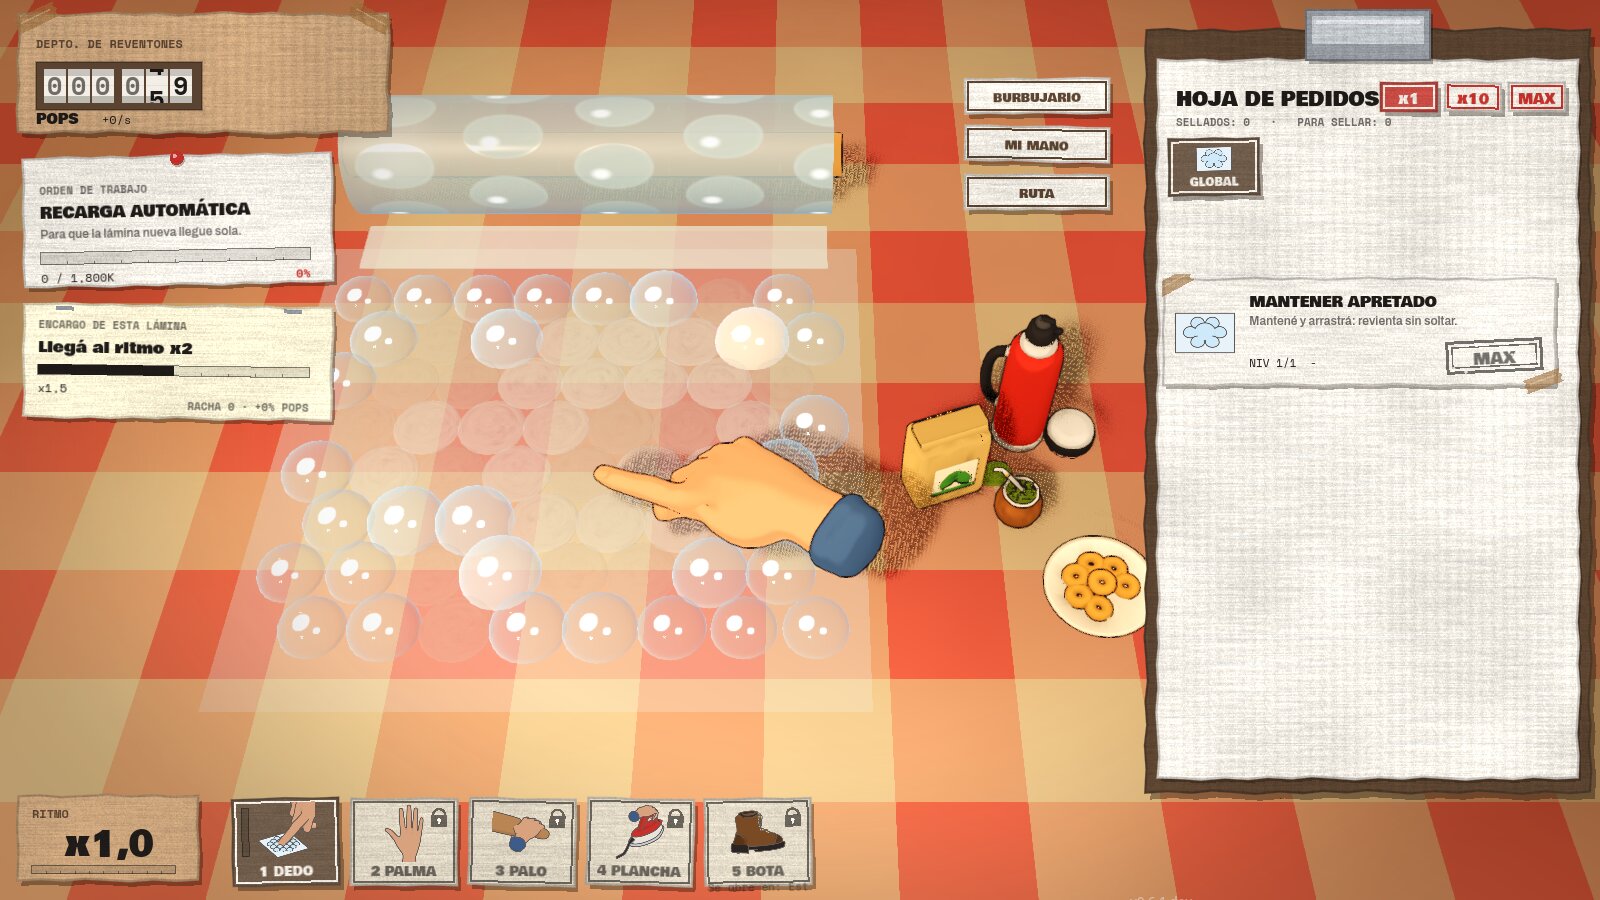 DEPTO. DE REVENTONES
POPS +0/s
ORDEN DE TRABAJO
RECARGA AUTOMÁTICA
Para que la lámina nueva llegue sola.
0 / 1.800K 0%
ENCARGO DE ESTA LÁMINA
Llegá al ritmo x2
x1,5
RACHA 0 · +0% POPS
BURBUJARIO
MI MANO
RUTA
HOJA DE PEDIDOS
x1 x10 MAX
SELLADOS: 0 · PARA SELLAR: 0
GLOBAL
MANTENER APRETADO
Mantené y arrastrá: revienta sin soltar.
NIV 1/1 -
MAX
RITMO
x1,0
1 DEDO
2 PALMA
3 PALO
4 PLANCHA
5 BOTA